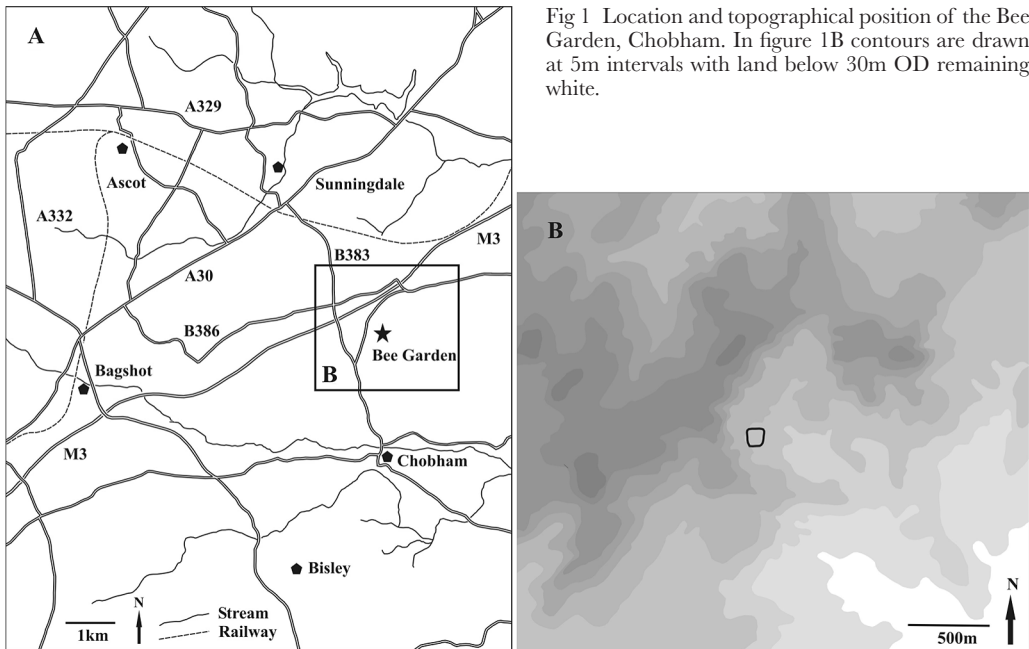 Fig 1 Location and topographical position of the Bee
Garden, Chobham. In figure 1B contours are drawn
at 5m intervals with land below 30m OD remaining
white.
A
A329
Ascot
Sunningdale
A332
M3
B383
A30
B386
Bee Garden
Bagshot
B
M3
Chobham
Bisley
N
Stream
Railway
1km
B
N
500m